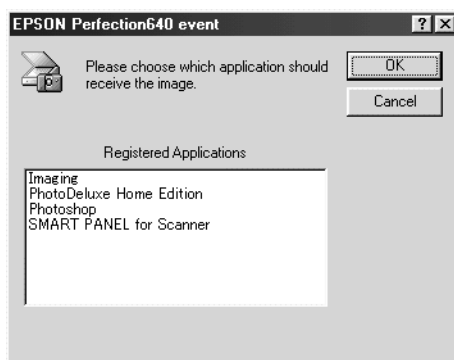 EPSON Perfection640 event
Please choose which application should
receive the image.
OK
Cancel
Registered Applications
Imaging
PhotoDeluxe Home Edition
Photoshop
SMART PANEL for Scanner